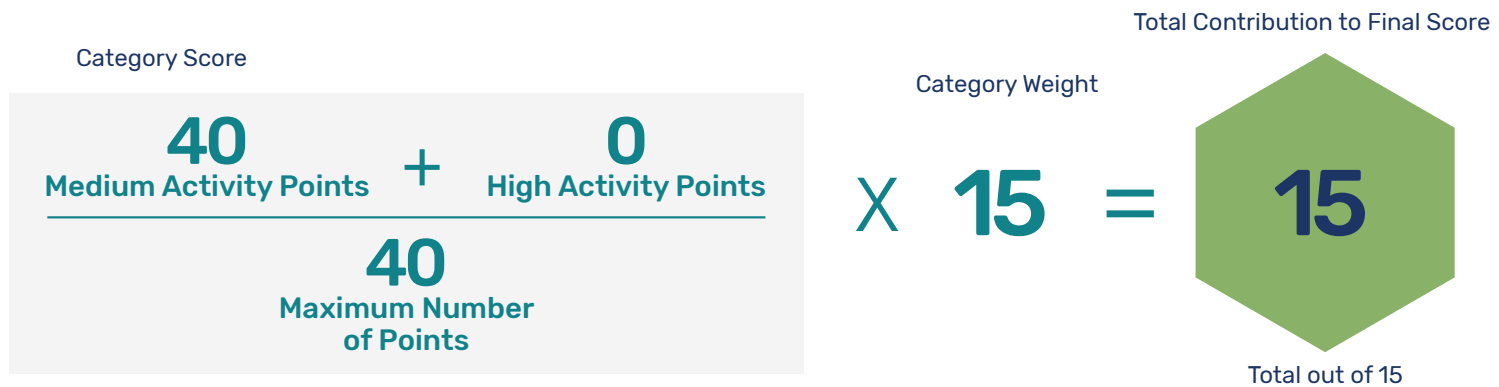 Category Score
40
Medium Activity Points
+
0
High Activity Points
40
Maximum Number
of Points
X
Category Weight
15
=
Total Contribution to Final Score
15
Total out of 15